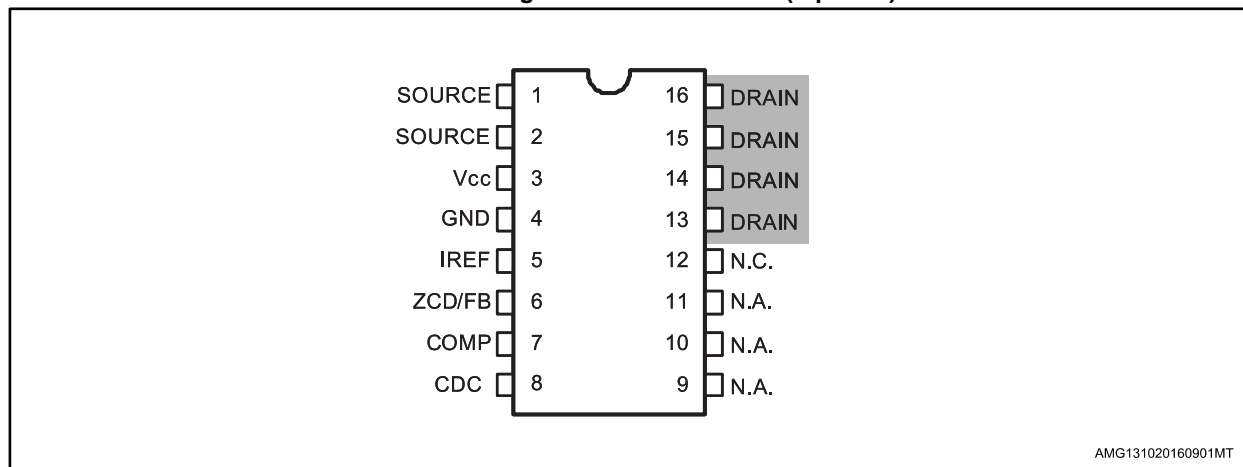 SOURCE 1 16 DRAIN
SOURCE 2 15 DRAIN
Vcc 3 14 DRAIN
GND 4 13 DRAIN
IREF 5 12 N.C.
ZCD/FB 6 11 N.A.
COMP 7 10 N.A.
CDC 8 9 N.A.
AMG131020160901MT